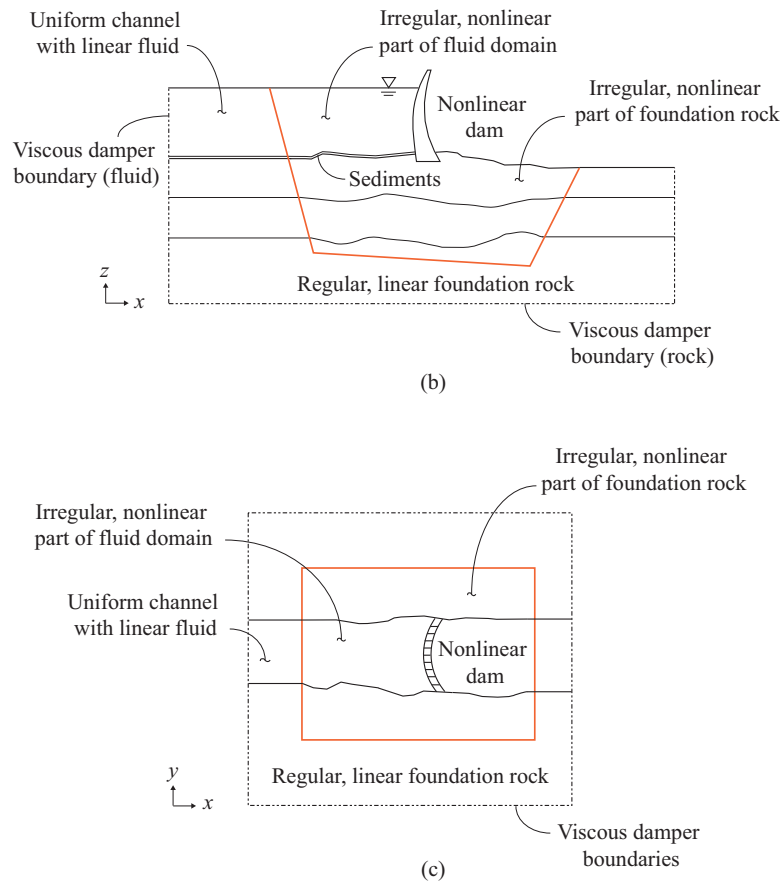 Uniform channel
with linear fluid
Irregular, nonlinear
part of fluid domain
Irregular, nonlinear
part of foundation rock
Nonlinear
dam
Viscous damper
boundary (fluid)
Sediments
z
x
Regular, linear foundation rock
Viscous damper
boundary (rock)
(b)
Irregular, nonlinear
part of foundation rock
Irregular, nonlinear
part of fluid domain
Uniform channel
with linear fluid
Nonlinear
dam
y
x
Regular, linear foundation rock
Viscous damper
boundaries
(c)